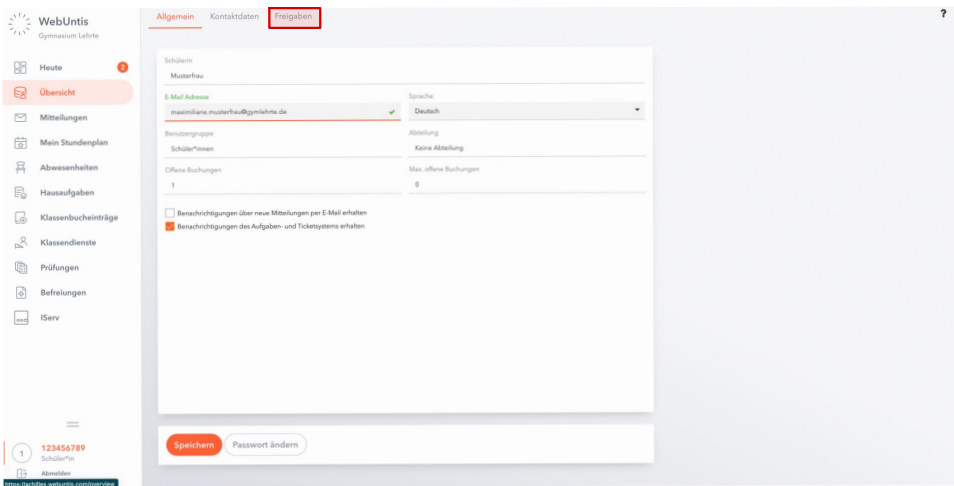 WebUntis
Gymnasium Lehrte
Heute
2
Übersicht
Mitteilungen
Mein Stundenplan
Abwesenheiten
Hausaufgaben
Klassenbucheinträge
Klassendienste
Prüfungen
Befreiungen
IServ
1
123456789
Schüler*in
Abmelden
https://achilles.webuntis.com/overview
Allgemein Kontaktdaten Freigaben
?
Schülerin
Musterfrau
E-Mail Adresse Sprache
maximiliane.musterfrau@gymlehrte.de Deutsch
Benutzergruppe Abteilung
Schüler*innen Keine Abteilung
Offene Buchungen Max. offene Buchungen
1 0
Benachrichtigungen über neue Mitteilungen per E-Mail erhalten
Benachrichtigungen des Aufgaben- und Ticketsystems erhalten
Speichern Passwort ändern